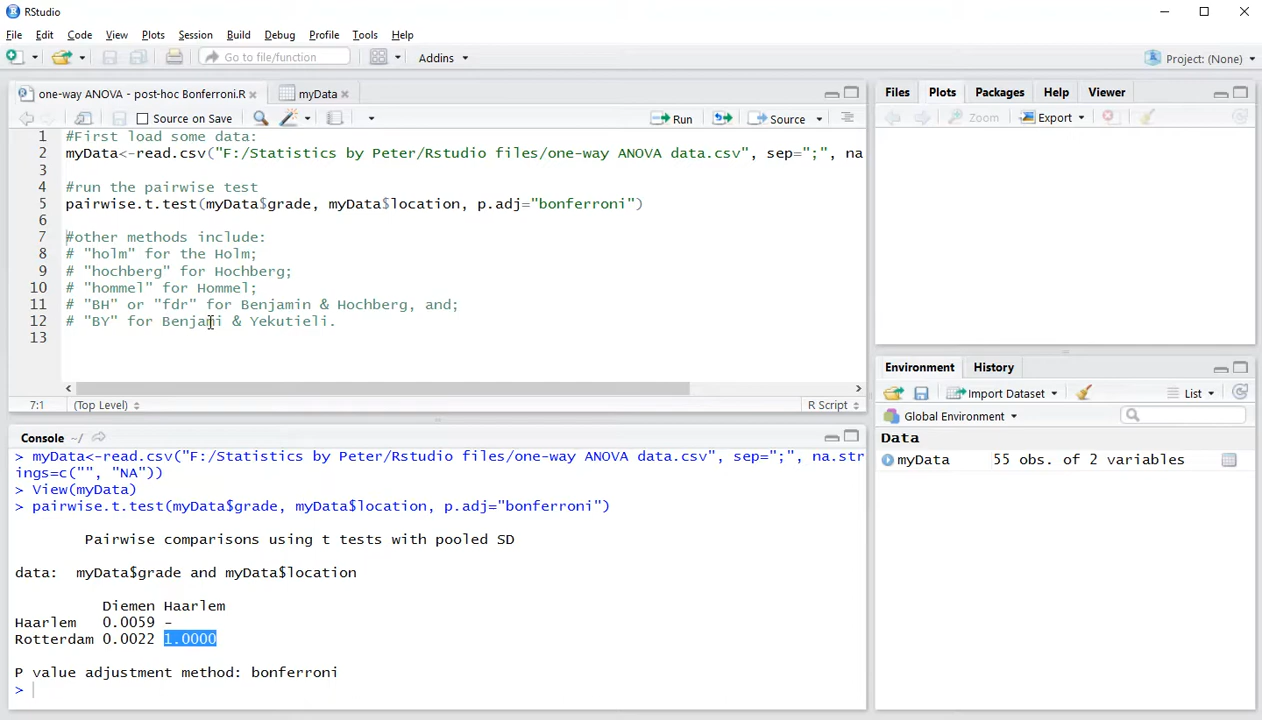 RStudio
File Edit Code View Plots Session Build Debug Profile Tools Help
Go to file/function Addins Project: (None)
one-way ANOVA - post-hoc Bonferroni.R myData
Source on Save Run Source
1 #First load some data:
2 myData<-read.csv("F:/Statistics by Peter/Rstudio files/one-way ANOVA data.csv", sep=";", na
3
4 #run the pairwise test
5 pairwise.t.test(myData$grade, myData$location, p.adj="bonferroni")
6
7 #other methods include:
8 # "holm" for the Holm;
9 # "hochberg" for Hochberg;
10 # "hommel" for Hommel;
11 # "BH" or "fdr" for Benjamin & Hochberg, and;
12 # "BY" for Benjami & Yekutieli.
13
7:1 (Top Level) R Script
Console ~/
> myData<-read.csv("F:/Statistics by Peter/Rstudio files/one-way ANOVA data.csv", sep=";", na.str
ings=c("", "NA"))
> View(myData)
> pairwise.t.test(myData$grade, myData$location, p.adj="bonferroni")
Pairwise comparisons using t tests with pooled SD
data: myData$grade and myData$location
Diemen Haarlem
Haarlem 0.0059 -
Rotterdam 0.0022 1.0000
P value adjustment method: bonferroni
>
Files Plots Packages Help Viewer
Zoom Export
Environment History
Import Dataset List
Global Environment
Data
myData 55 obs. of 2 variables